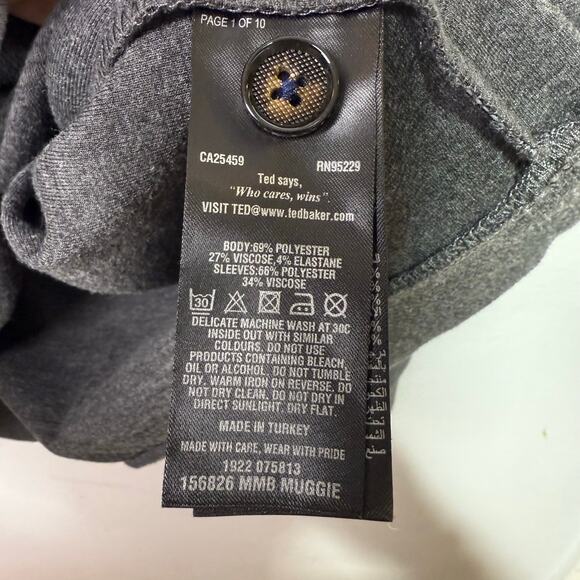 PAGE 1 OF 10
CA25459 RN95229
Ted says,
"Who cares, wins".
VISIT TED@www.tedbaker.com
BODY:69% POLYESTER
27% VISCOSE,4% ELASTANE
SLEEVES:66% POLYESTER
34% VISCOSE
30
DELICATE MACHINE WASH AT 30C
INSIDE OUT WITH SIMILAR
COLOURS. DO NOT USE
PRODUCTS CONTAINING BLEACH,
OIL OR ALCOHOL. DO NOT TUMBLE
DRY. WARM IRON ON REVERSE. DO
NOT DRY CLEAN. DO NOT DRY IN
DIRECT SUNLIGHT. DRY FLAT.
MADE IN TURKEY
MADE WITH CARE, WEAR WITH PRIDE
1922 075813
156826 MMB MUGGIE